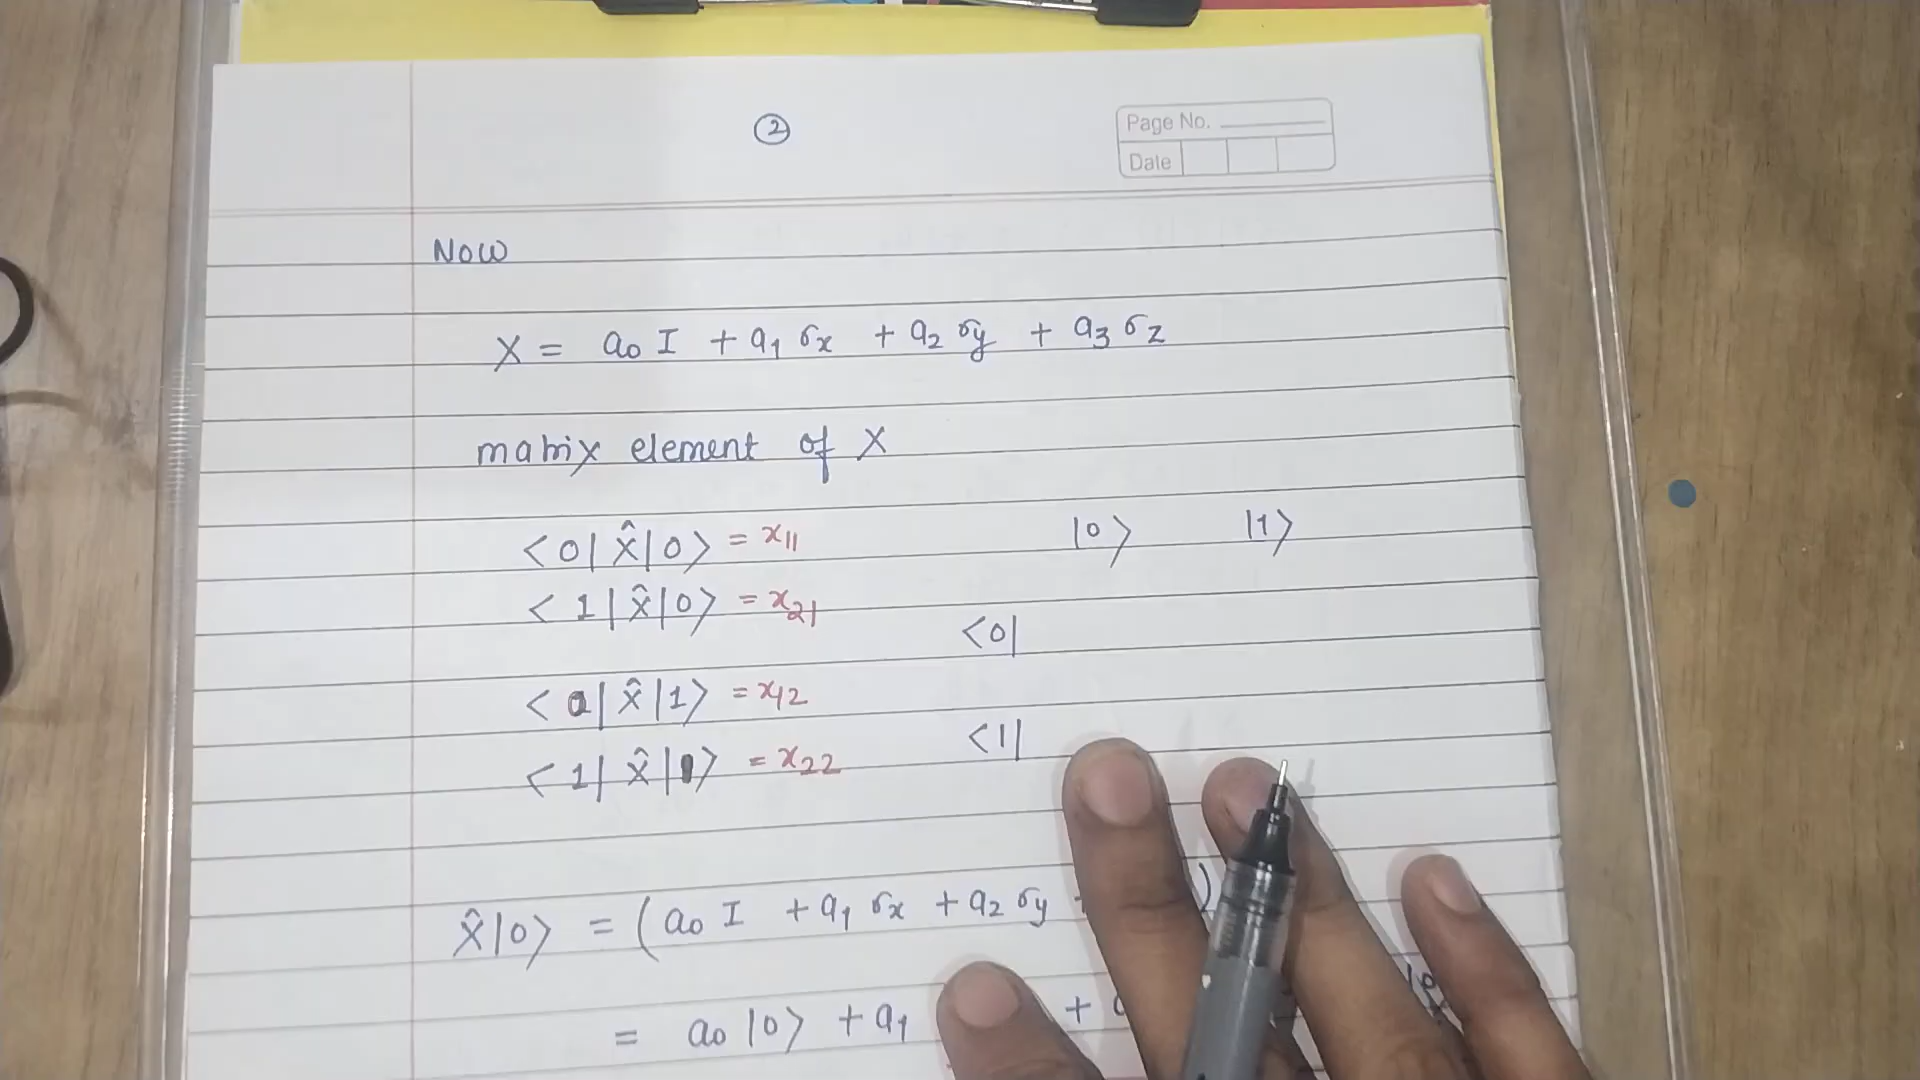 ②
Page No.
Date
Now
X = a₀ I + a₁ σx + a₂ σy + a₃ σz
matrix element of X
<0|X̂|0> = x₁₁
|0> |1>
<1|X̂|0> = x₂₁
<0|
<0|X̂|1> = x₁₂
<1|
<1|X̂|1> = x₂₂
X̂|0> = (a₀ I + a₁ σx + a₂ σy + )
= a₀ |0> + a₁ +